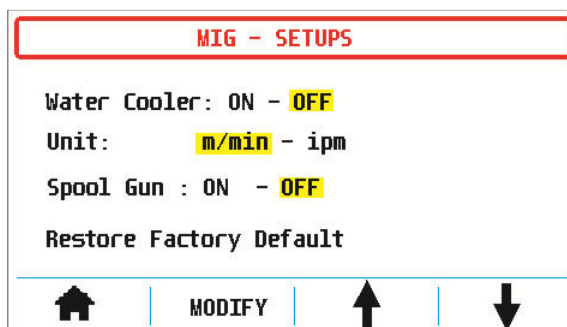 MIG - SETUPS
Water Cooler: ON - OFF
Unit: m/min - ipm
Spool Gun : ON - OFF
Restore Factory Default
MODIFY